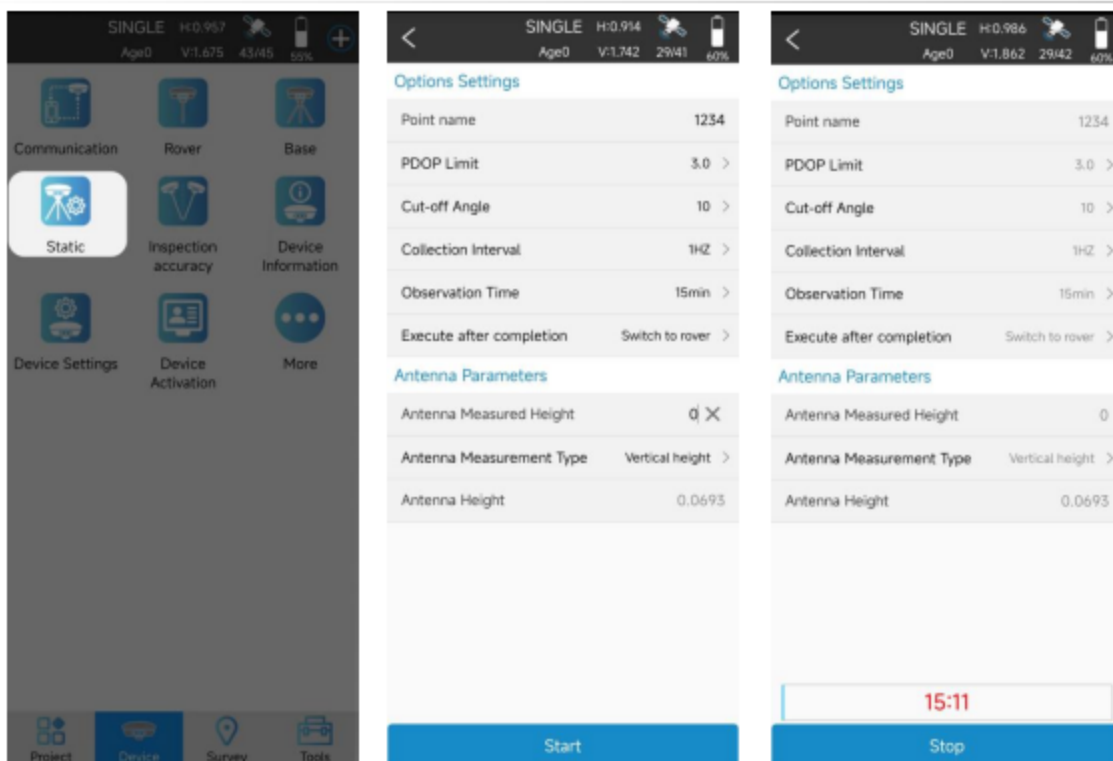 SINGLE H:0.957
Age0 V:1.675 43/45 55%
Communication Rover Base
Static Inspection accuracy Device Information
Device Settings Device Activation More
Project Device Survey Tools
SINGLE H:0.914
Age0 V:1.742 29/41 60%
Options Settings
Point name 1234
PDOP Limit 3.0 >
Cut-off Angle 10 >
Collection Interval 1HZ >
Observation Time 15min >
Execute after completion Switch to rover >
Antenna Parameters
Antenna Measured Height 0
Antenna Measurement Type Vertical height >
Antenna Height 0.0693
Start
SINGLE H:0.986
Age0 V:1.862 29/42 60%
Options Settings
Point name 1234
PDOP Limit 3.0 >
Cut-off Angle 10 >
Collection Interval 1HZ >
Observation Time 15min >
Execute after completion Switch to rover >
Antenna Parameters
Antenna Measured Height 0
Antenna Measurement Type Vertical height >
Antenna Height 0.0693
15:11
Stop